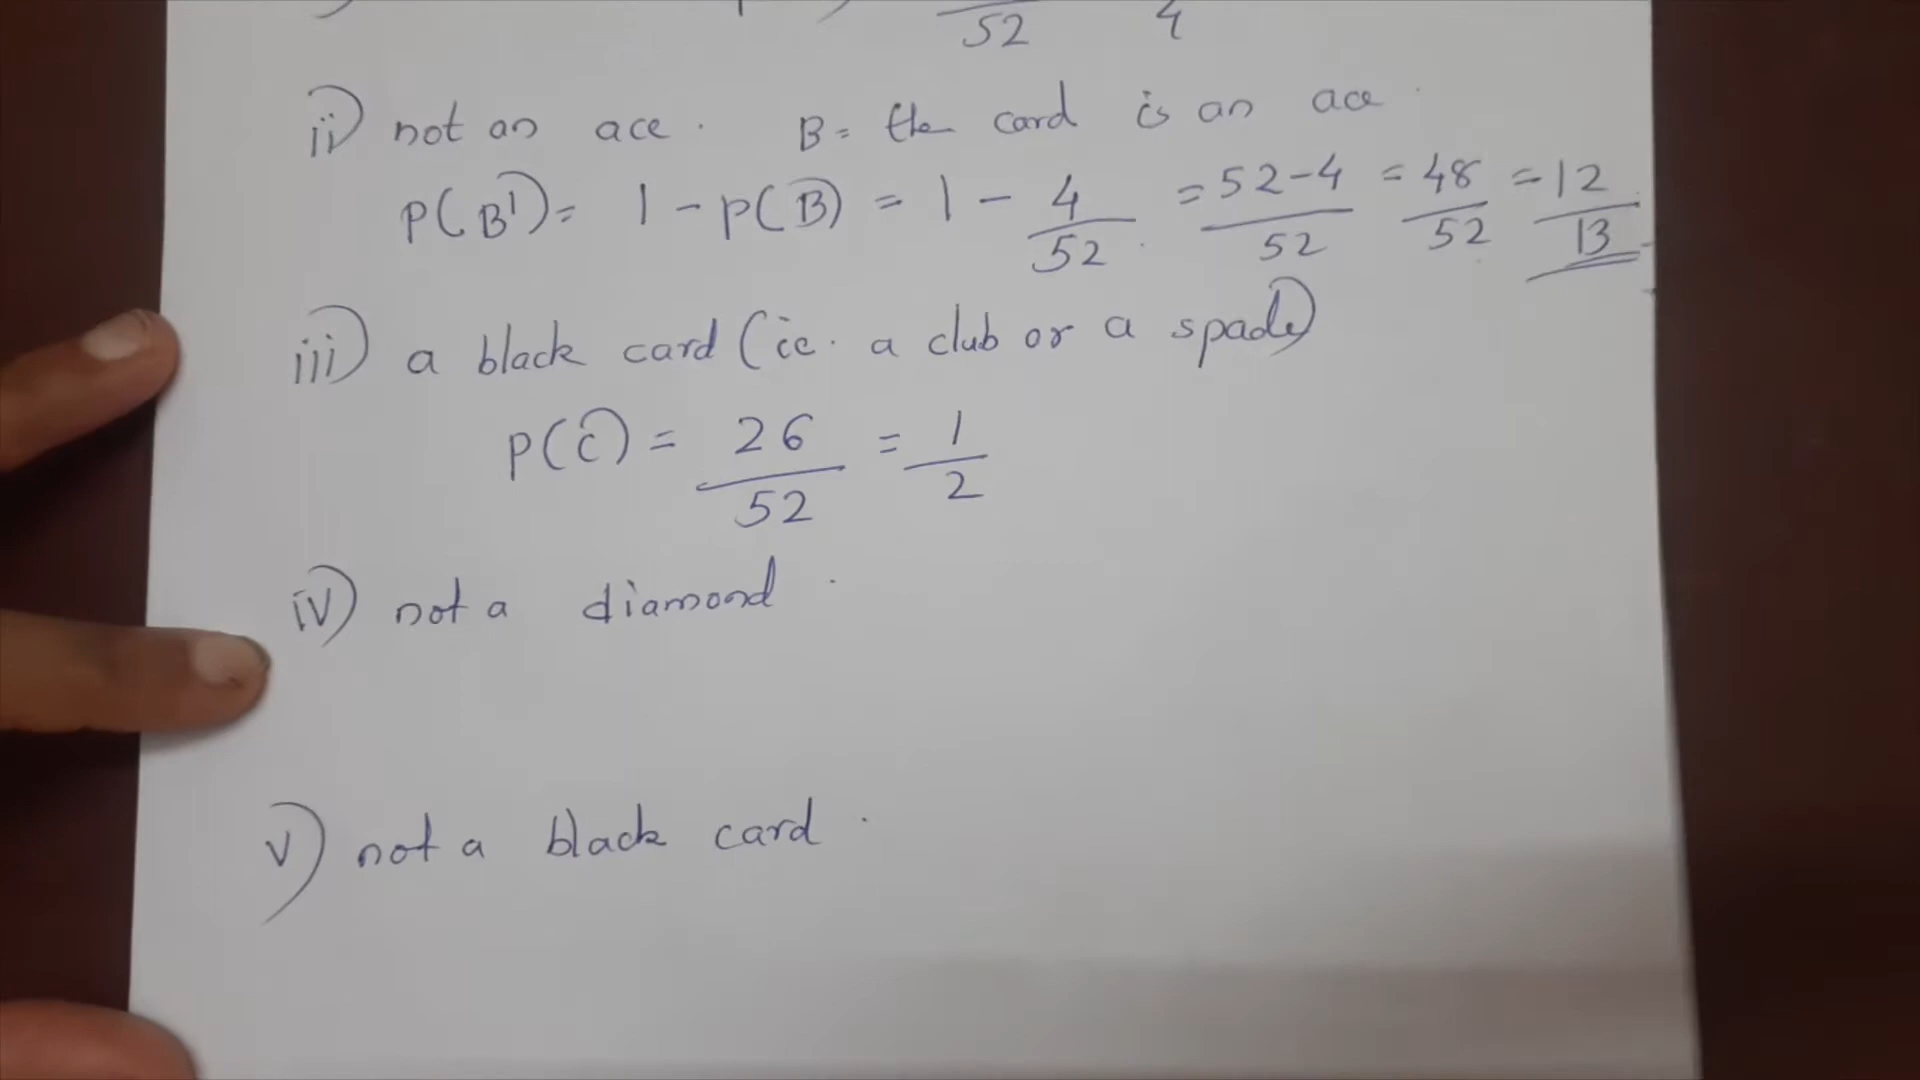 52 4
ii) not an ace. B = the card is an ace.
P(B') = 1 - P(B) = 1 - 4/52 = 52-4/52 = 48/52 = 12/13
iii) a black card (ie. a club or a spade)
P(C) = 26/52 = 1/2
iv) not a diamond.
v) not a black card.